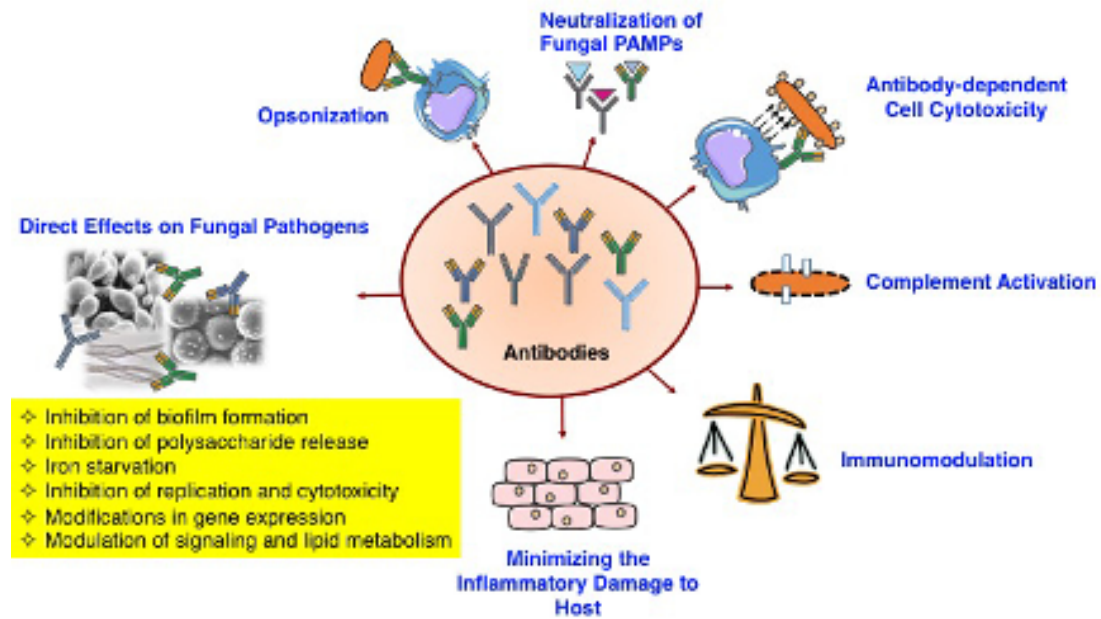 Neutralization of
Fungal PAMPs
Opsonization
Antibody-dependent
Cell Cytotoxicity
Direct Effects on Fungal Pathogens
Complement Activation
Antibodies
✧ Inhibition of biofilm formation
✧ Inhibition of polysaccharide release
✧ Iron starvation
✧ Inhibition of replication and cytotoxicity
✧ Modifications in gene expression
✧ Modulation of signaling and lipid metabolism
Immunomodulation
Minimizing the
Inflammatory Damage to
Host